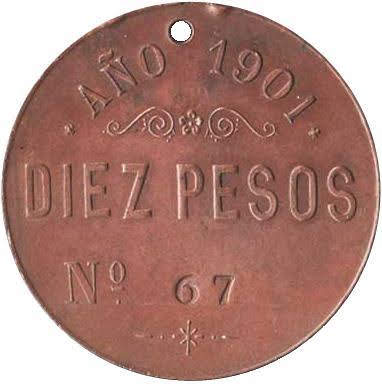 AÑO 1901
DIEZ PESOS
Nº 67